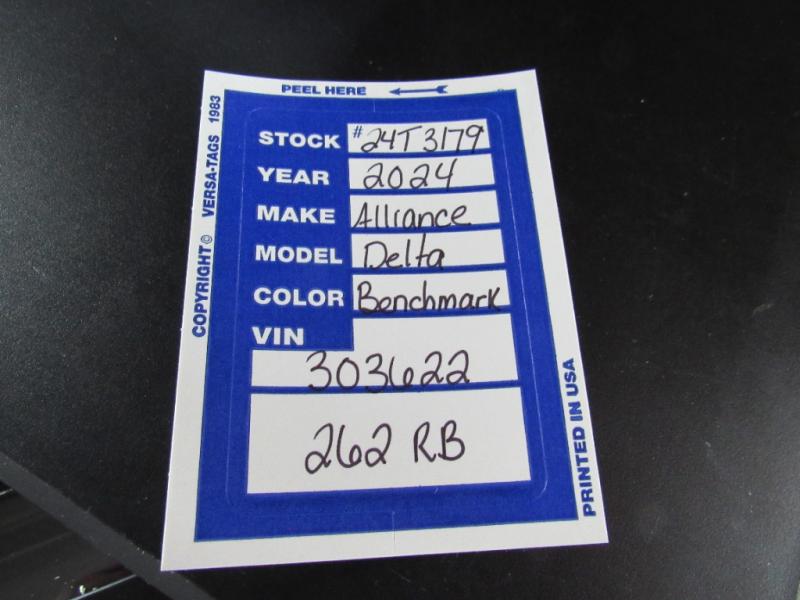 PEEL HERE
COPYRIGHT© VERSA-TAGS 1983
STOCK #24T3179
YEAR 2024
MAKE Alliance
MODEL Delta
COLOR Benchmark
VIN
303622
262 RB
PRINTED IN USA